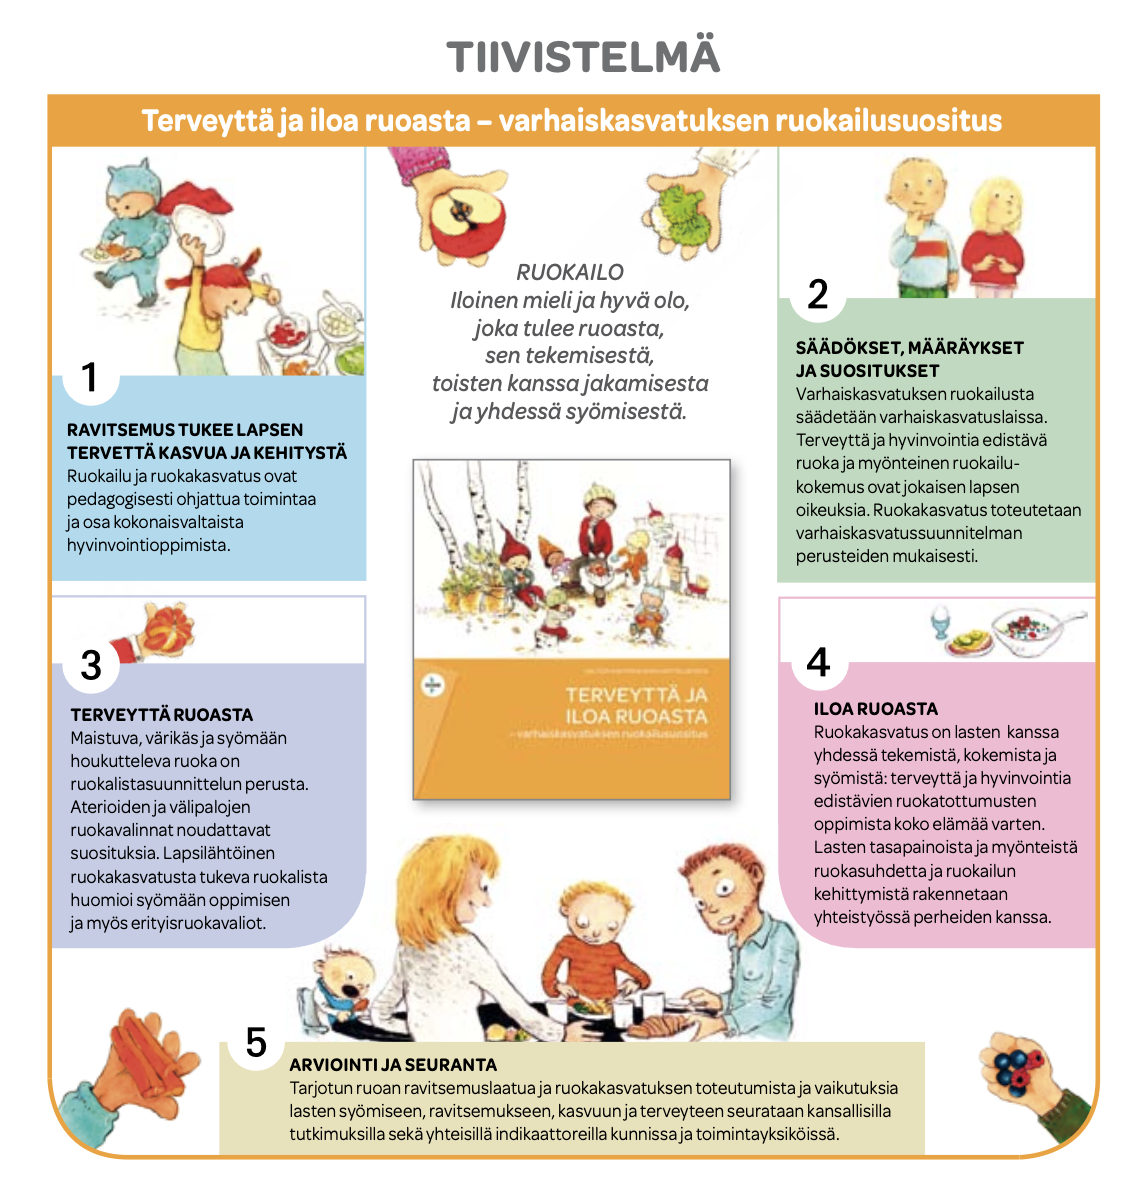 TIIVISTELMÄ
Terveyttä ja iloa ruoasta – varhaiskasvatuksen ruokailusuositus
RUOKAILO
Iloinen mieli ja hyvä olo,
joka tulee ruoasta,
sen tekemisestä,
toisten kanssa jakamisesta
ja yhdessä syömisestä.
1
RAVITSEMUS TUKEE LAPSEN
TERVETTÄ KASVUA JA KEHITYSTÄ
Ruokailu ja ruokakasvatus ovat
pedagogisesti ohjattua toimintaa
ja osa kokonaisvaltaista
hyvinvointioppimista.
2
SÄÄDÖKSET, MÄÄRÄYKSET
JA SUOSITUKSET
Varhaiskasvatuksen ruokailusta
säädetään varhaiskasvatuslaissa.
Terveyttä ja hyvinvointia edistävä
ruoka ja myönteinen ruokailu-
kokemus ovat jokaisen lapsen
oikeuksia. Ruokakasvatus toteutetaan
varhaiskasvatussuunnitelman
perusteiden mukaisesti.
TERVEYTTÄ JA
ILOA RUOASTA
– varhaiskasvatuksen ruokailusuositus
3
TERVEYTTÄ RUOASTA
Maistuva, värikäs ja syömään
houkutteleva ruoka on
ruokalistasuunnittelun perusta.
Aterioiden ja välipalojen
ruokavalinnat noudattavat
suosituksia. Lapsilähtöinen
ruokakasvatusta tukeva ruokalista
huomioi syömään oppimisen
ja myös erityisruokavaliot.
4
ILOA RUOASTA
Ruokakasvatus on lasten kanssa
yhdessä tekemistä, kokemista ja
syömistä: terveyttä ja hyvinvointia
edistävien ruokatottumusten
oppimista koko elämää varten.
Lasten tasapainoista ja myönteistä
ruokasuhdetta ja ruokailun
kehittymistä rakennetaan
yhteistyössä perheiden kanssa.
5
ARVIOINTI JA SEURANTA
Tarjotun ruoan ravitsemuslaatua ja ruokakasvatuksen toteutumista ja vaikutuksia
lasten syömiseen, ravitsemukseen, kasvuun ja terveyteen seurataan kansallisilla
tutkimuksilla sekä yhteisillä indikaattoreilla kunnissa ja toimintayksiköissä.